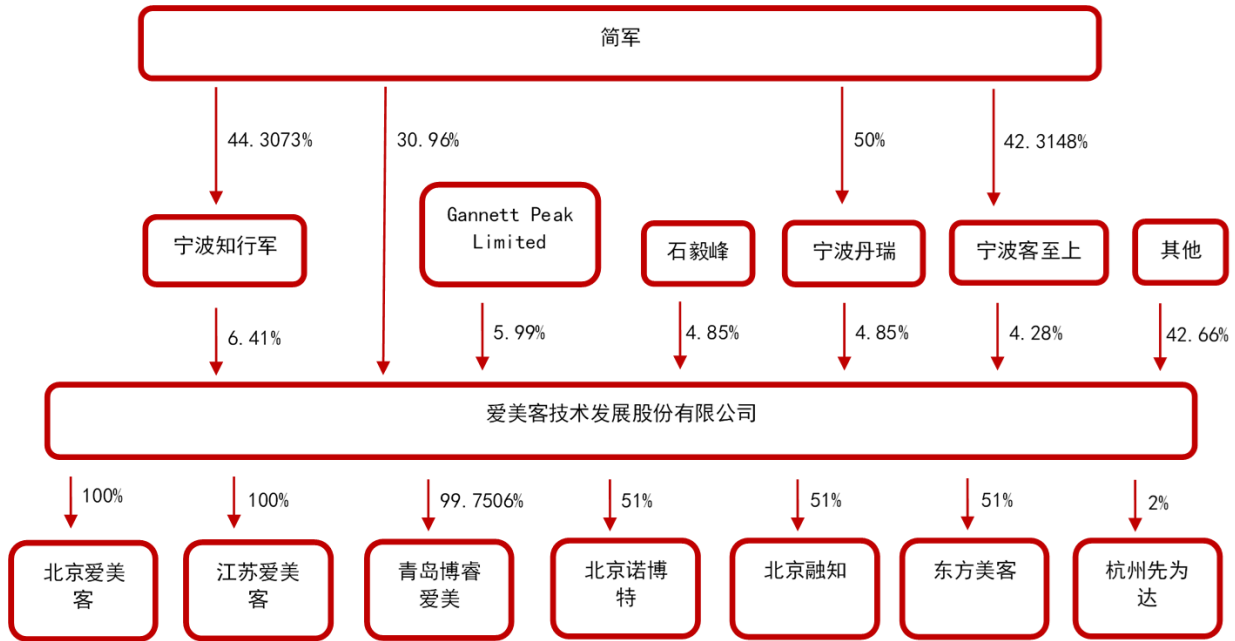 简军
44.3073%
30.96%
50%
42.3148%
宁波知行军
Gannett Peak
Limited
石毅峰
宁波丹瑞
宁波客至上
其他
6.41%
5.99%
4.85%
4.85%
4.28%
42.66%
爱美客技术发展股份有限公司
100%
100%
99.7506%
51%
51%
51%
2%
北京爱美
客
江苏爱美
客
青岛博睿
爱美
北京诺博
特
北京融知
东方美客
杭州先为
达